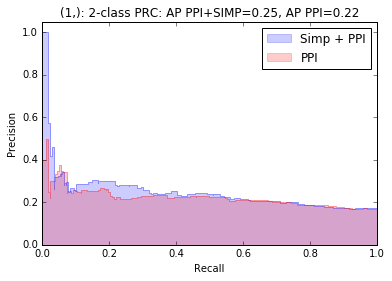 (1,): 2-class PRC: AP PPI+SIMP=0.25, AP PPI=0.22
Simp + PPI
PPI
Precision
1.0
0.8
0.6
0.4
0.2
0.0
0.0 0.2 0.4 0.6 0.8 1.0
Recall